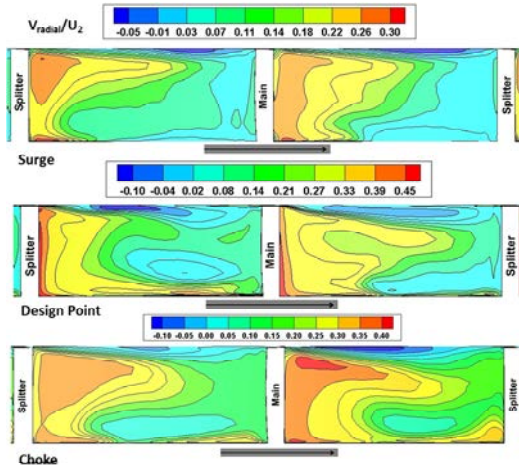 V_radial/U_2
-0.05 -0.01 0.03 0.07 0.11 0.14 0.18 0.22 0.26 0.30
Splitter
Main
Splitter
Surge
-0.10 -0.04 0.02 0.08 0.14 0.21 0.27 0.33 0.39 0.45
Splitter
Main
Splitter
Design Point
-0.10 -0.05 0.00 0.05 0.10 0.15 0.20 0.25 0.30 0.35 0.40
Splitter
Main
Splitter
Choke